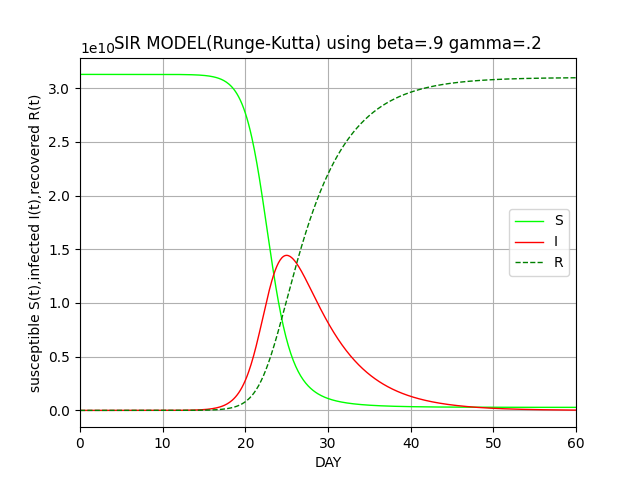 SIR MODEL(Runge-Kutta) using beta=.9 gamma=.2
1e10
3.0
2.5
2.0
1.5
1.0
0.5
0.0
susceptible S(t),infected I(t),recovered R(t)
S
I
R
0 10 20 30 40 50 60
DAY